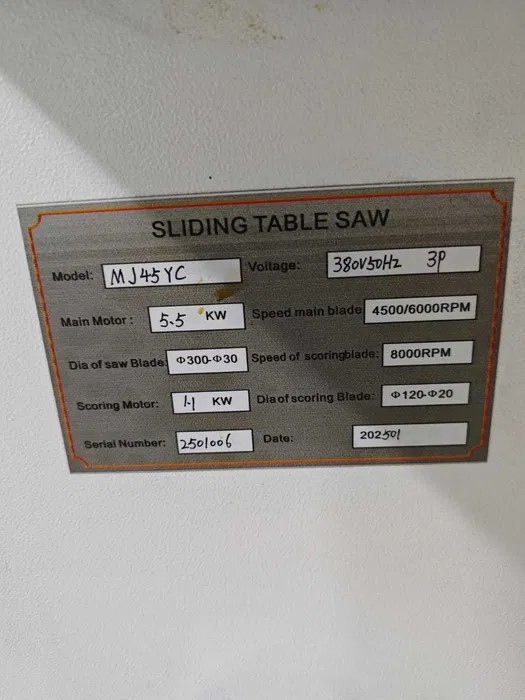 SLIDING TABLE SAW
Model: MJ45YC Voltage: 380V50Hz 3P
Main Motor: 5.5 KW Speed main blade: 4500/6000RPM
Dia of saw Blade: Φ300-Φ30 Speed of scoringblade: 8000RPM
Scoring Motor: 1.1 KW Dia of scoring Blade: Φ120-Φ20
Serial Number: 2501006 Date: 202501